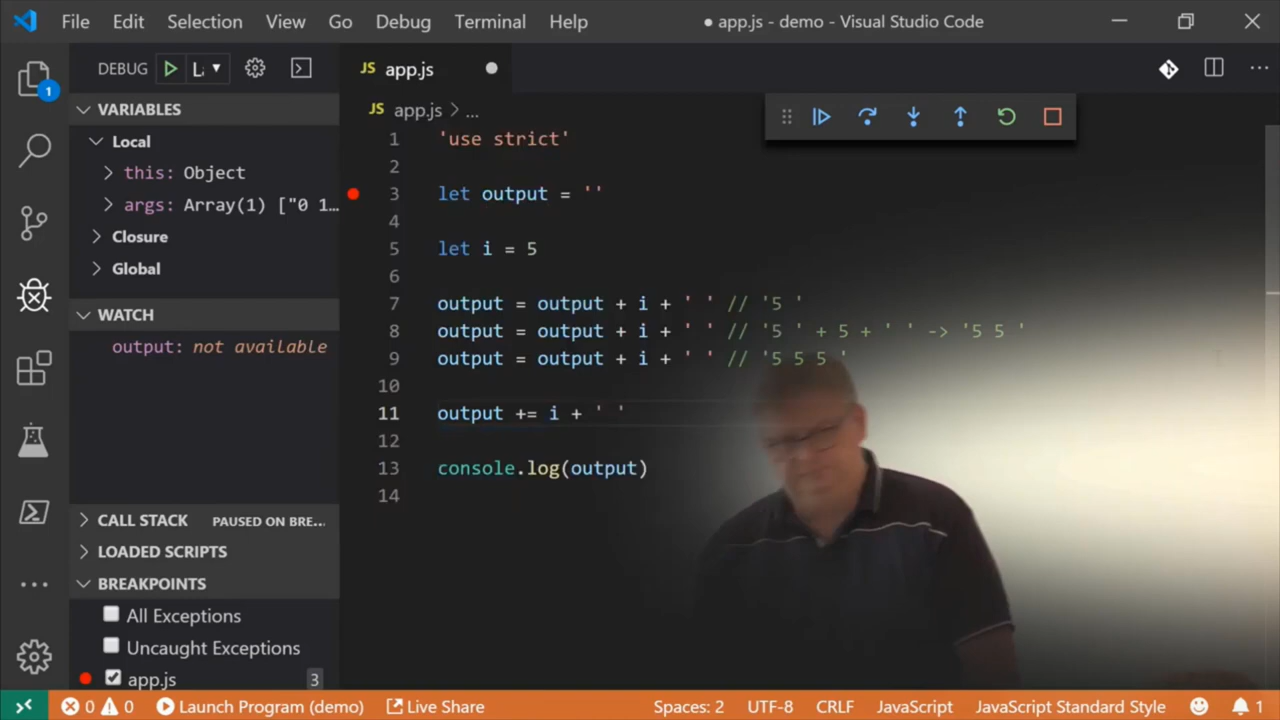 File Edit Selection View Go Debug Terminal Help ● app.js - demo - Visual Studio Code
DEBUG L
VARIABLES
Local
this: Object
args: Array(1) ["0 1…
Closure
Global
WATCH
output: not available
CALL STACK PAUSED ON BRE…
LOADED SCRIPTS
BREAKPOINTS
All Exceptions
Uncaught Exceptions
app.js 3
1
JS app.js
JS app.js > ...
1 'use strict'
2
3 let output = ''
4
5 let i = 5
6
7 output = output + i + ' ' // '5 '
8 output = output + i + ' ' // '5 ' + 5 + ' ' -> '5 5 '
9 output = output + i + ' ' // '5 5 5 '
10
11 output += i + ' '
12
13 console.log(output)
14
0 0 Launch Program (demo) Live Share Spaces: 2 UTF-8 CRLF JavaScript JavaScript Standard Style 1